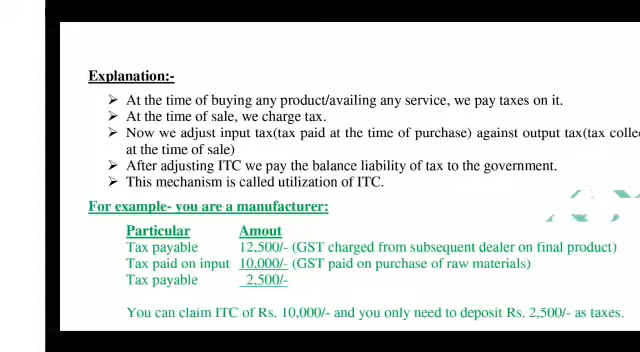 Explanation:-
➢ At the time of buying any product/availing any service, we pay taxes on it.
➢ At the time of sale, we charge tax.
➢ Now we adjust input tax(tax paid at the time of purchase) against output tax(tax colle
at the time of sale)
➢ After adjusting ITC we pay the balance liability of tax to the government.
➢ This mechanism is called utilization of ITC.
For example- you are a manufacturer:
Particular Amout
Tax payable 12,500/- (GST charged from subsequent dealer on final product)
Tax paid on input 10,000/- (GST paid on purchase of raw materials)
Tax payable 2,500/-
You can claim ITC of Rs. 10,000/- and you only need to deposit Rs. 2,500/- as taxes.